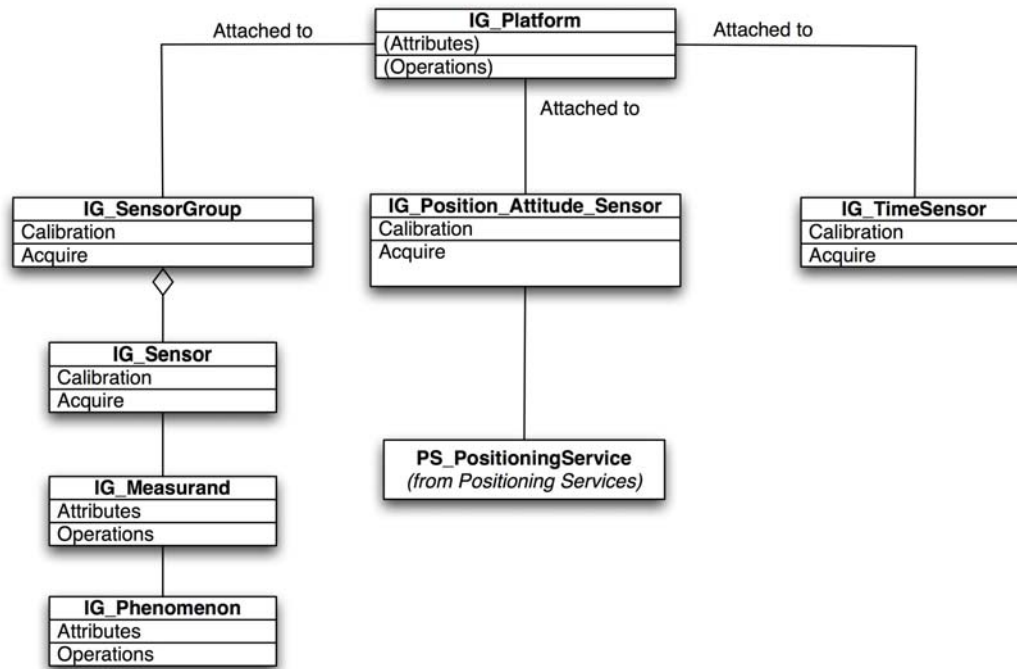 IG_Platform
(Attributes)
(Operations)
Attached to
Attached to
Attached to
IG_SensorGroup
Calibration
Acquire
IG_Position_Attitude_Sensor
Calibration
Acquire
IG_TimeSensor
Calibration
Acquire
IG_Sensor
Calibration
Acquire
PS_PositioningService
(from Positioning Services)
IG_Measurand
Attributes
Operations
IG_Phenomenon
Attributes
Operations